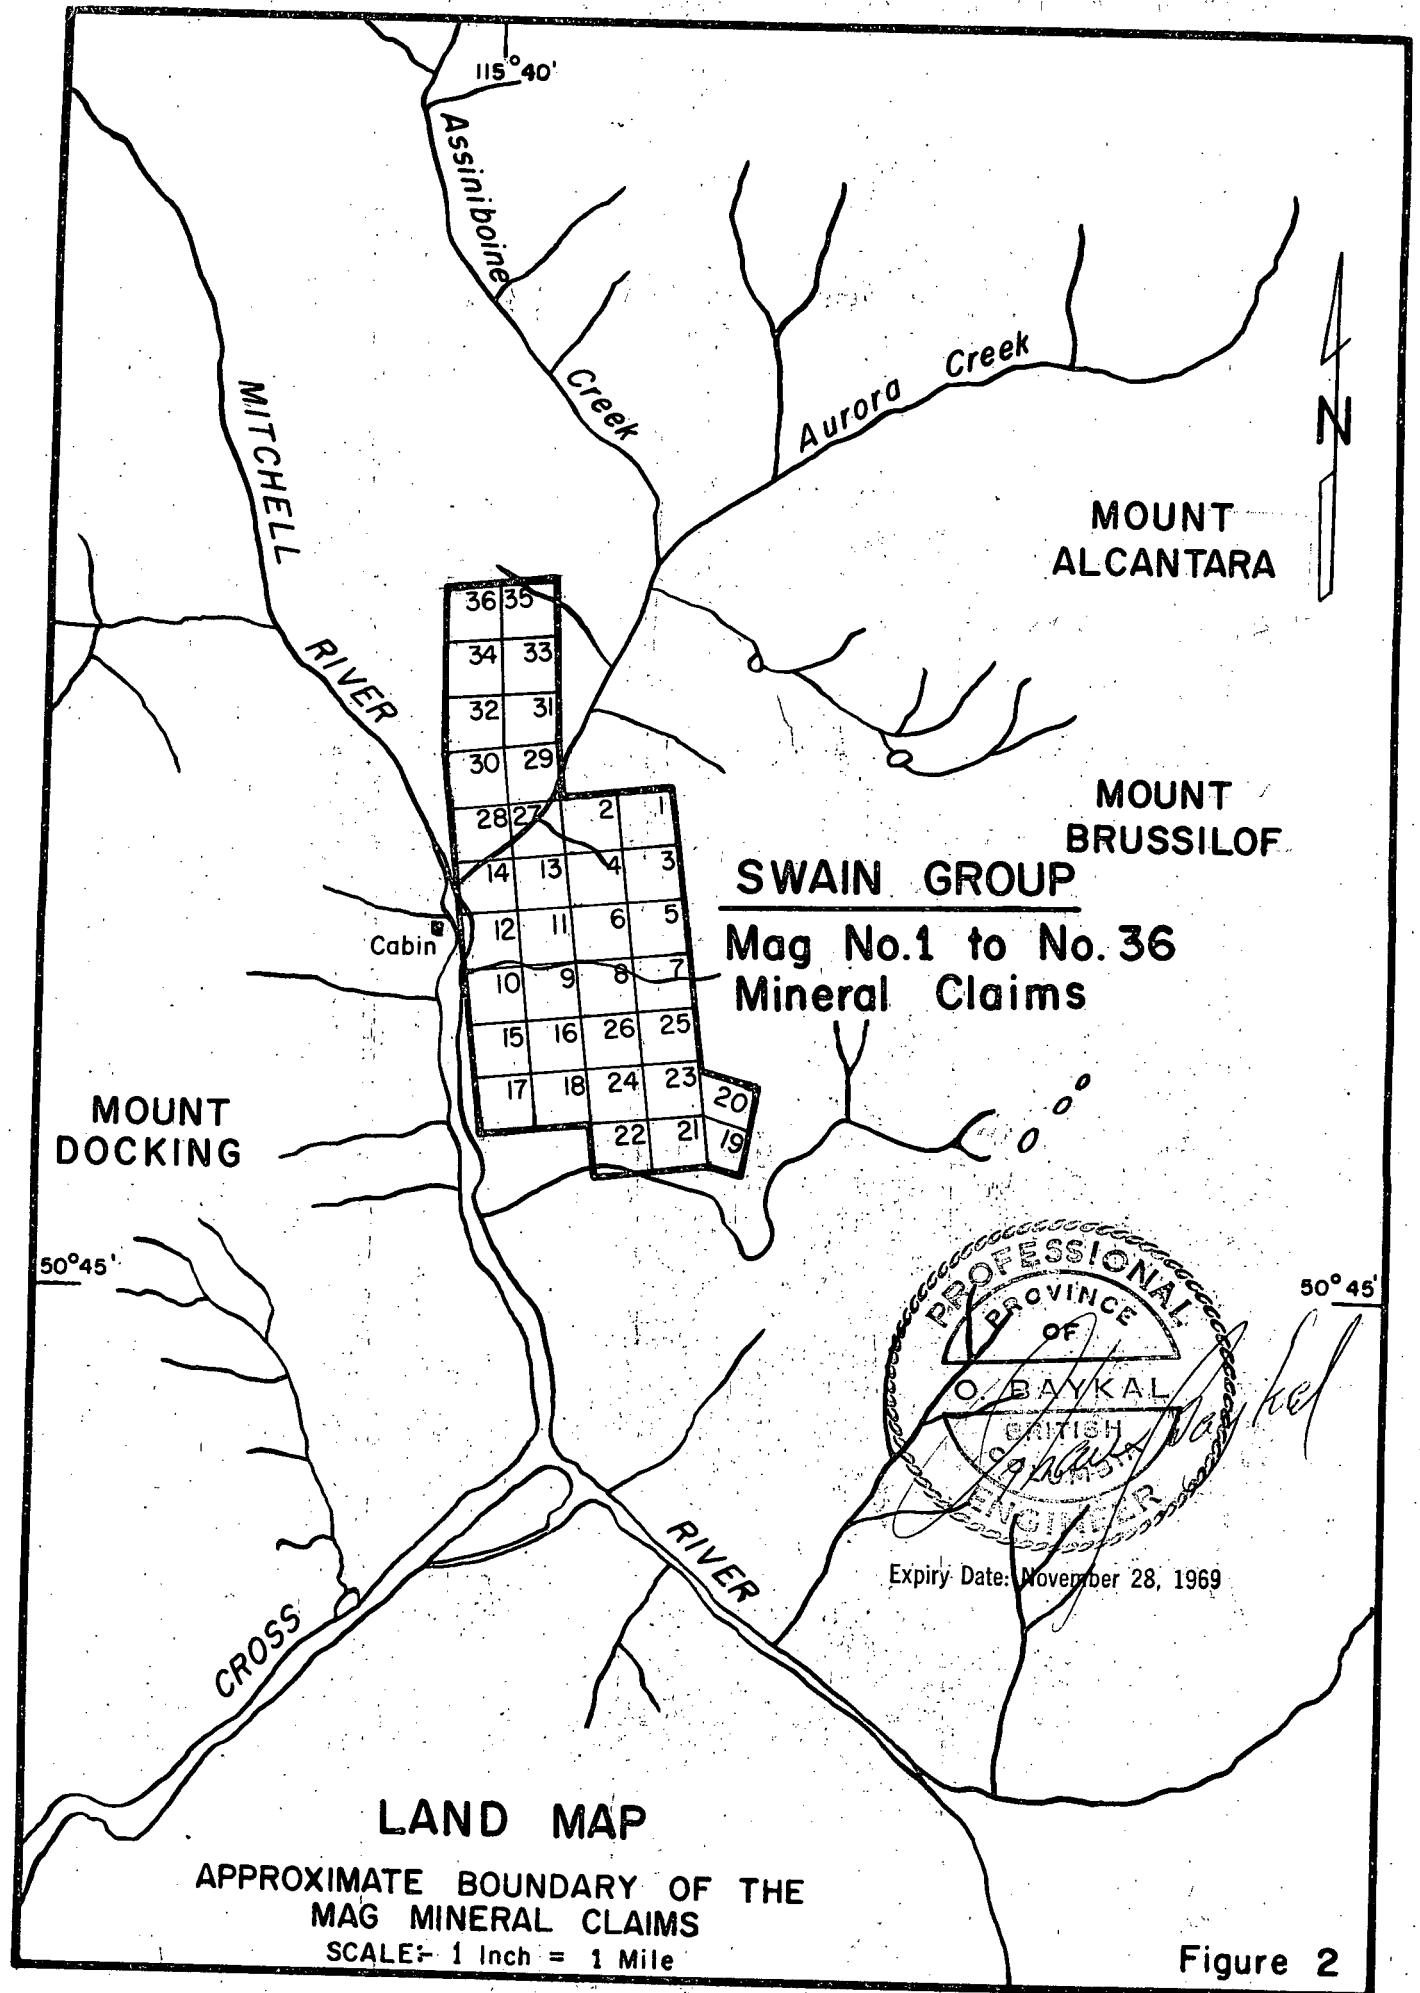 115°40'
Assiniboine
Creek
Aurora Creek
MITCHELL
RIVER
N
MOUNT
ALCANTARA
36 35
34 33
32 31
30 29
28 27 2 1
14 13 4 3
12 11 6 5
10 9 8 7
15 16 26 25
17 18 24 23
20
22 21 19
Cabin
MOUNT
BRUSSILOF
SWAIN GROUP
Mag No.1 to No. 36
Mineral Claims
MOUNT
DOCKING
50°45'
50°45'
PROFESSIONAL
PROVINCE
OF
O. BAYKAL
BRITISH
COLUMBIA
ENGINEER
Expiry Date: November 28, 1969
CROSS
RIVER
LAND MAP
APPROXIMATE BOUNDARY OF THE
MAG MINERAL CLAIMS
SCALE:- 1 Inch = 1 Mile
Figure 2